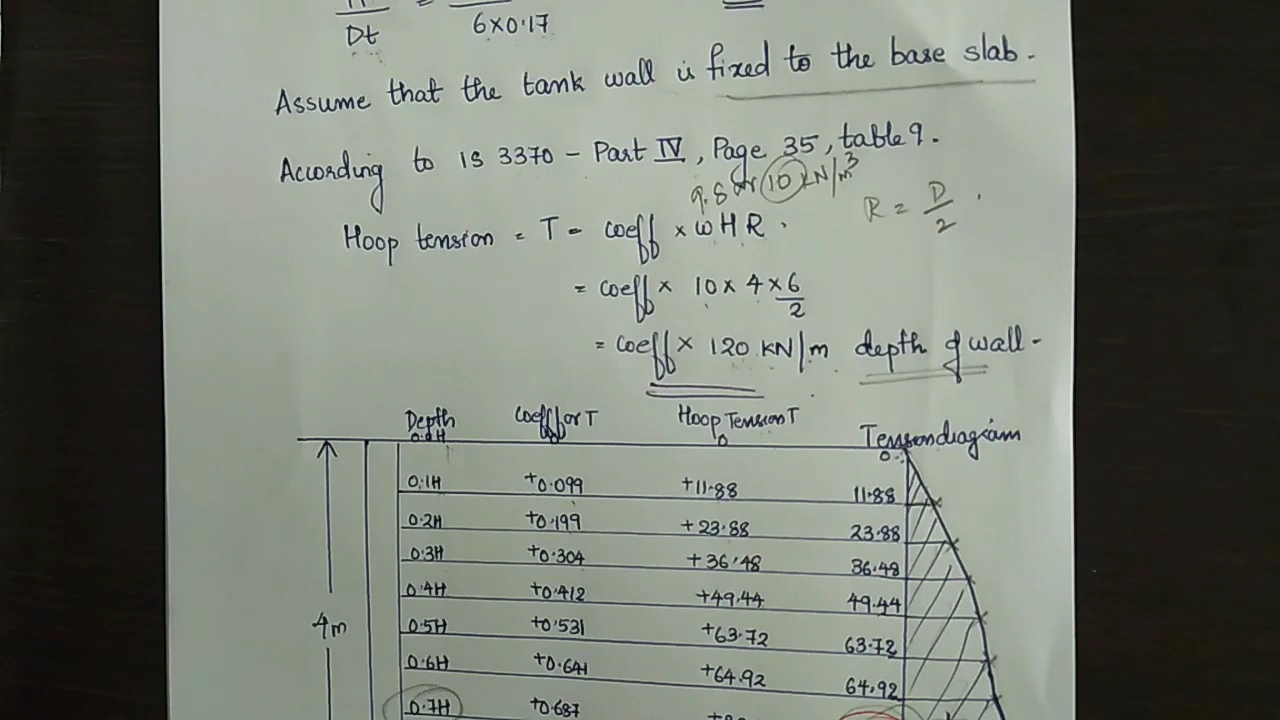 Dt 6×0.17
Assume that the tank wall is fixed to the base slab.
According to IS 3370 - Part IV, Page 35, table 9.
9.8 or 10 KN/m³
R = D/2.
Hoop tension = T = coeff × ω H R.
= coeff × 10 × 4 × 6/2
= coeff × 120 KN/m depth of wall.
Depth Coeff for T Hoop Tension T Tension diagram
0.0H 0 0
0.1H +0.099 +11.88 11.88
0.2H +0.199 +23.88 23.88
0.3H +0.304 +36.48 36.48
0.4H +0.412 +49.44 49.44
4m
0.5H +0.531 +63.72 63.72
0.6H +0.641 +64.92 64.92
0.7H +0.687